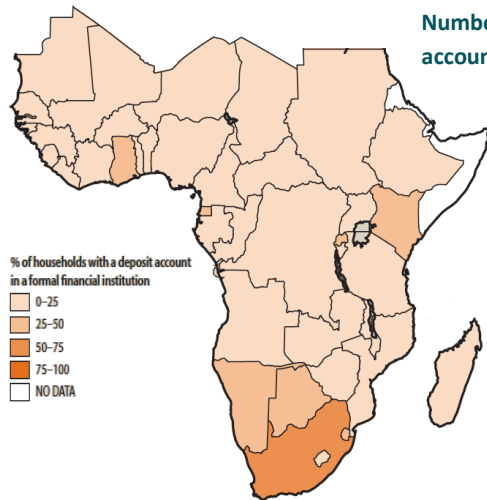 Numbe
accoun
% of households with a deposit account
in a formal financial institution
0–25
25–50
50–75
75–100
NO DATA